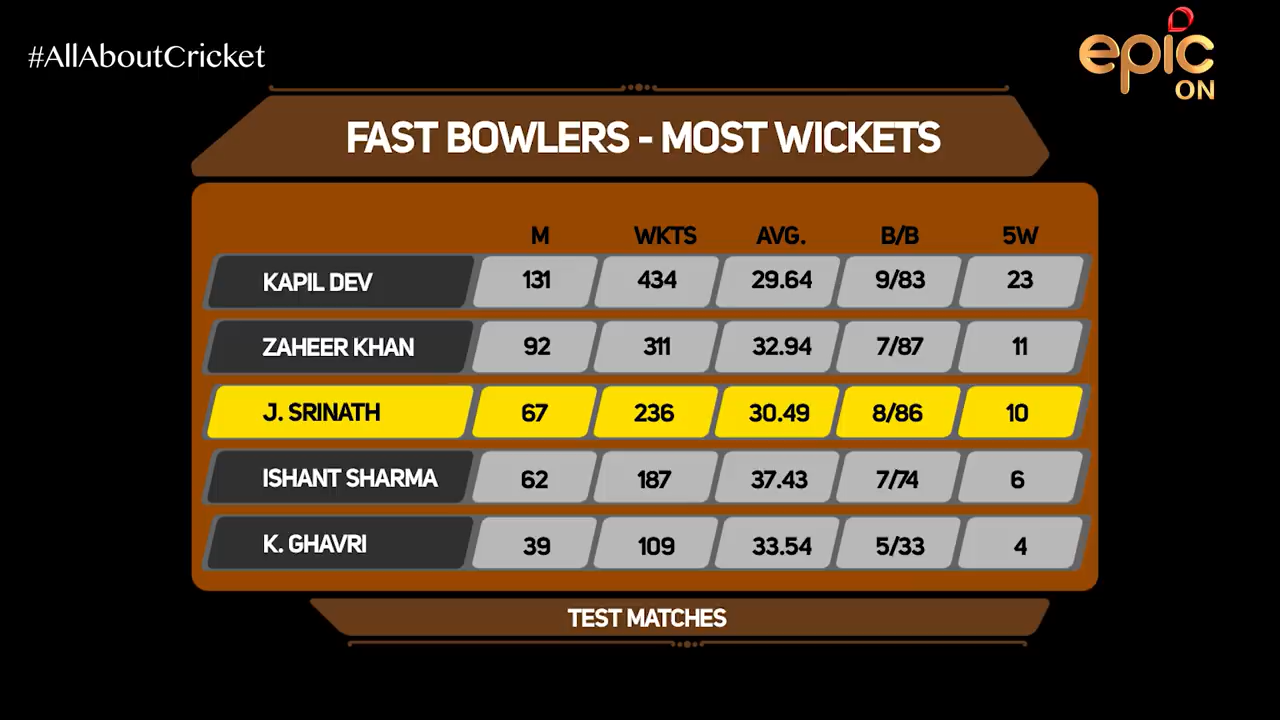 #AllAboutCricket
epic
ON
FAST BOWLERS - MOST WICKETS
M WKTS AVG. B/B 5W
KAPIL DEV 131 434 29.64 9/83 23
ZAHEER KHAN 92 311 32.94 7/87 11
J. SRINATH 67 236 30.49 8/86 10
ISHANT SHARMA 62 187 37.43 7/74 6
K. GHAVRI 39 109 33.54 5/33 4
TEST MATCHES